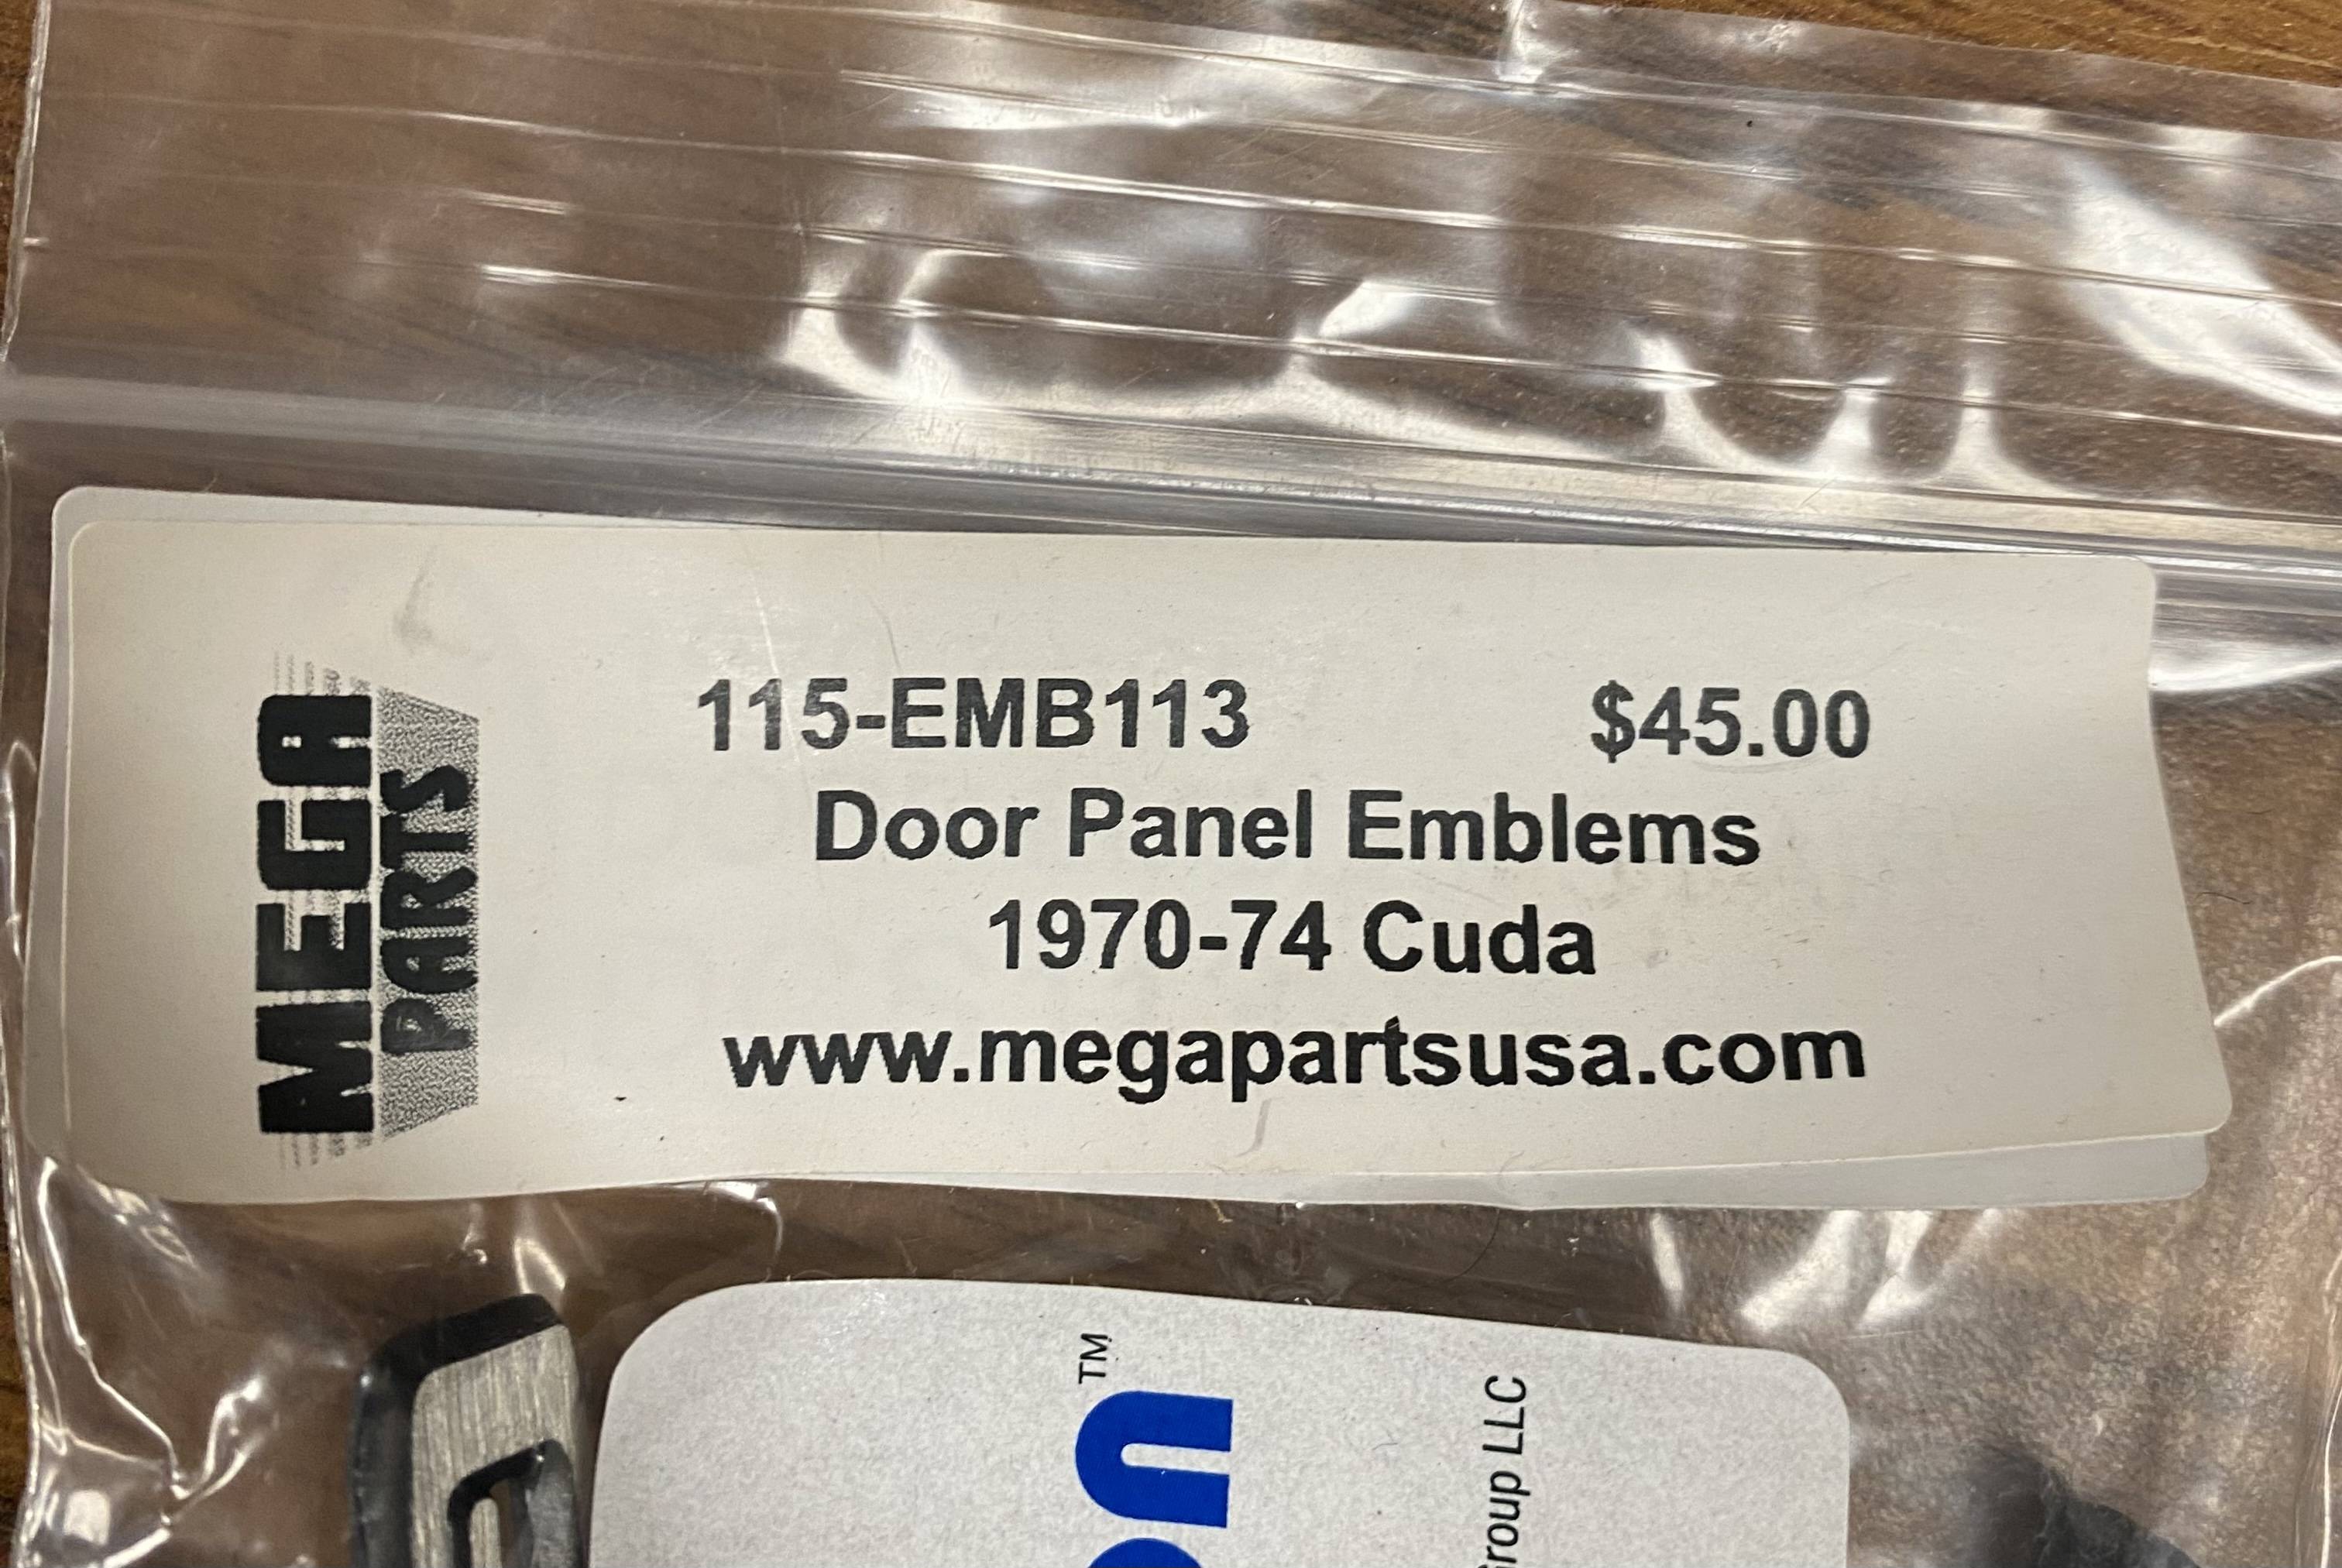 MEGA
PARTS
115-EMB113 $45.00
Door Panel Emblems
1970-74 Cuda
www.megapartsusa.com
TM
Group LLC